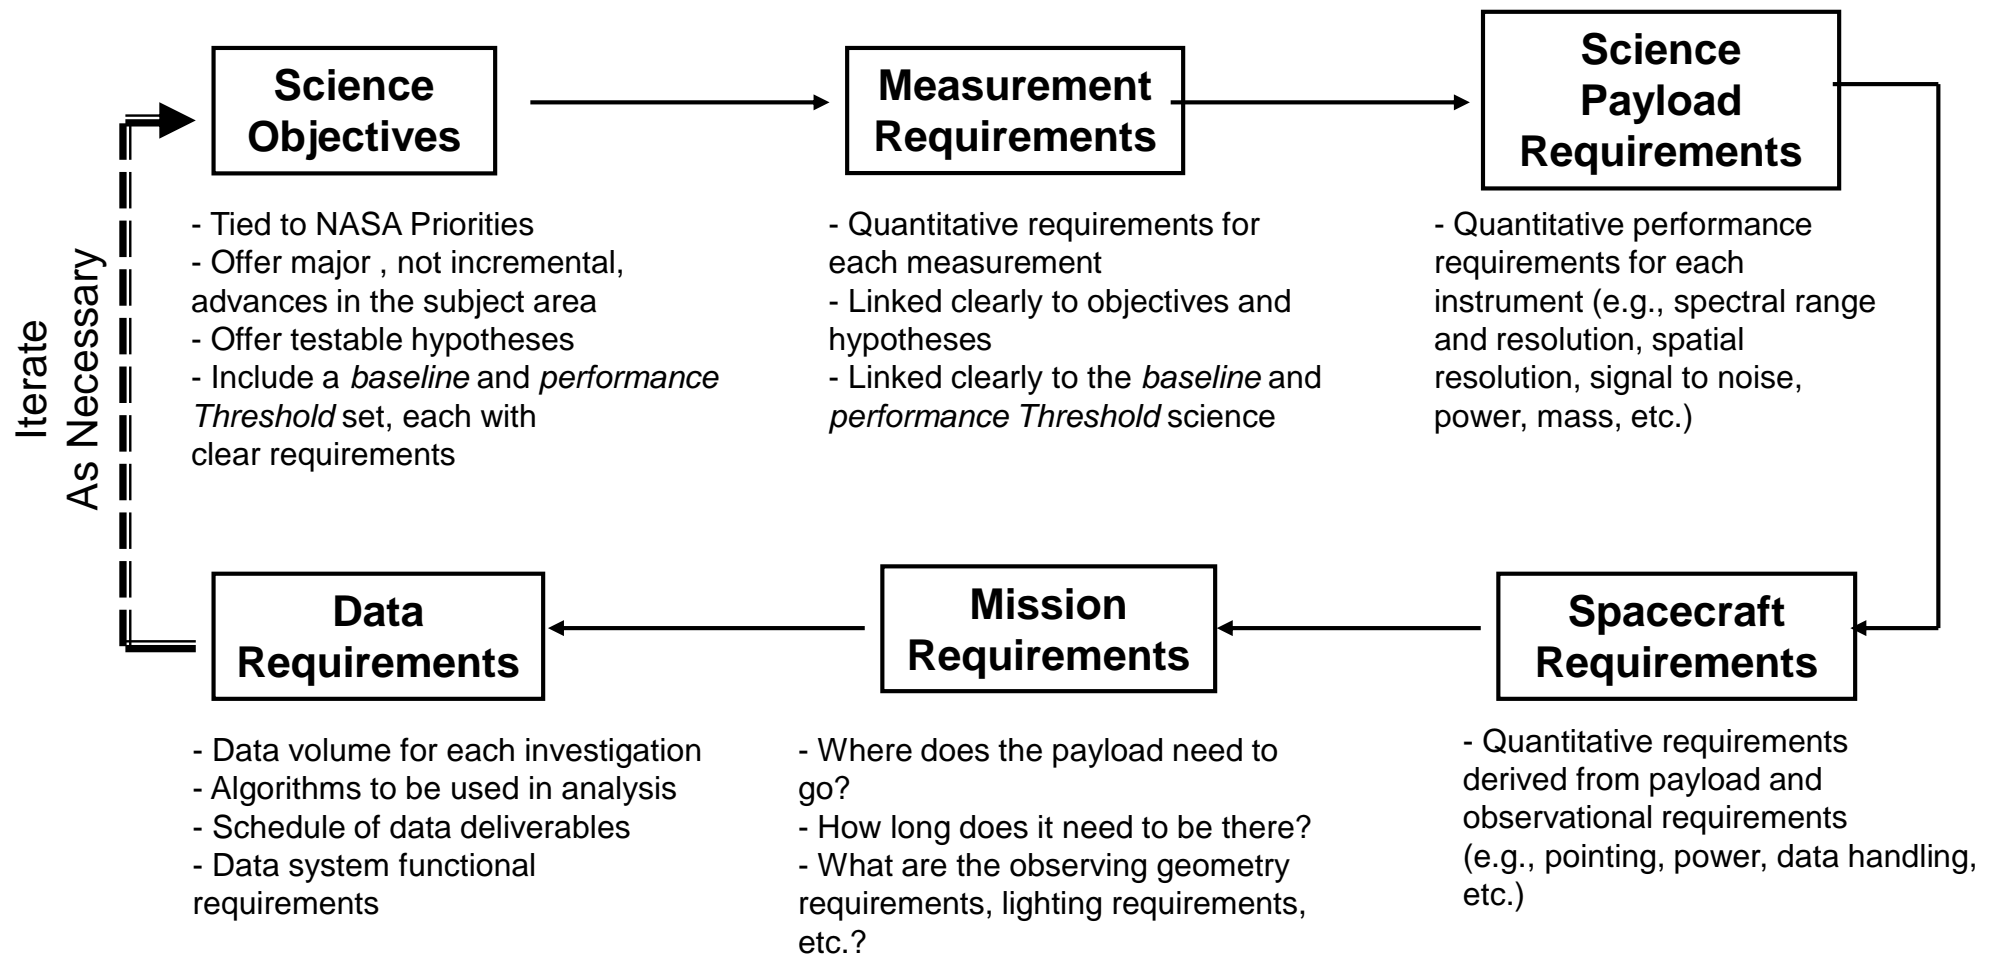 Science
Objectives
Measurement
Requirements
Science
Payload
Requirements
- Tied to NASA Priorities
- Offer major , not incremental,
advances in the subject area
- Offer testable hypotheses
- Include a baseline and performance
Threshold set, each with
clear requirements
- Quantitative requirements for
each measurement
- Linked clearly to objectives and
hypotheses
- Linked clearly to the baseline and
performance Threshold science
- Quantitative performance
requirements for each
instrument (e.g., spectral range
and resolution, spatial
resolution, signal to noise,
power, mass, etc.)
Iterate
As Necessary
Data
Requirements
Mission
Requirements
Spacecraft
Requirements
- Data volume for each investigation
- Algorithms to be used in analysis
- Schedule of data deliverables
- Data system functional
requirements
- Where does the payload need to
go?
- How long does it need to be there?
- What are the observing geometry
requirements, lighting requirements,
etc.?
- Quantitative requirements
derived from payload and
observational requirements
(e.g., pointing, power, data handling,
etc.)